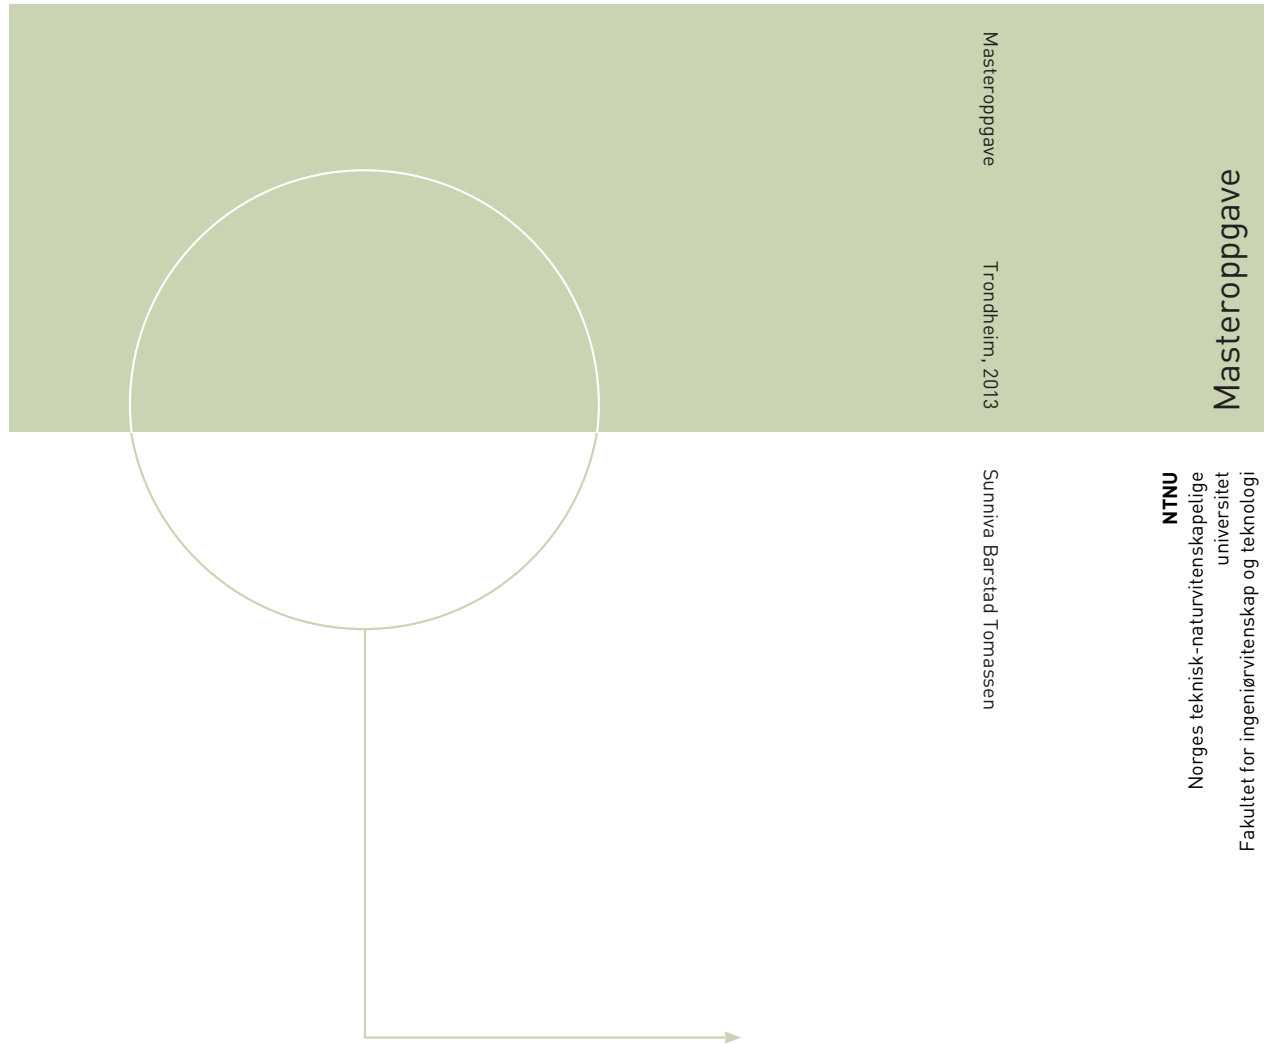 Masteroppgave
Trondheim, 2013
Sunniva Barstad Tomassen
Masteroppgave
NTNU
Norges teknisk-naturvitenskapelige
universitet
Fakultet for ingeniørvitenskap og teknologi